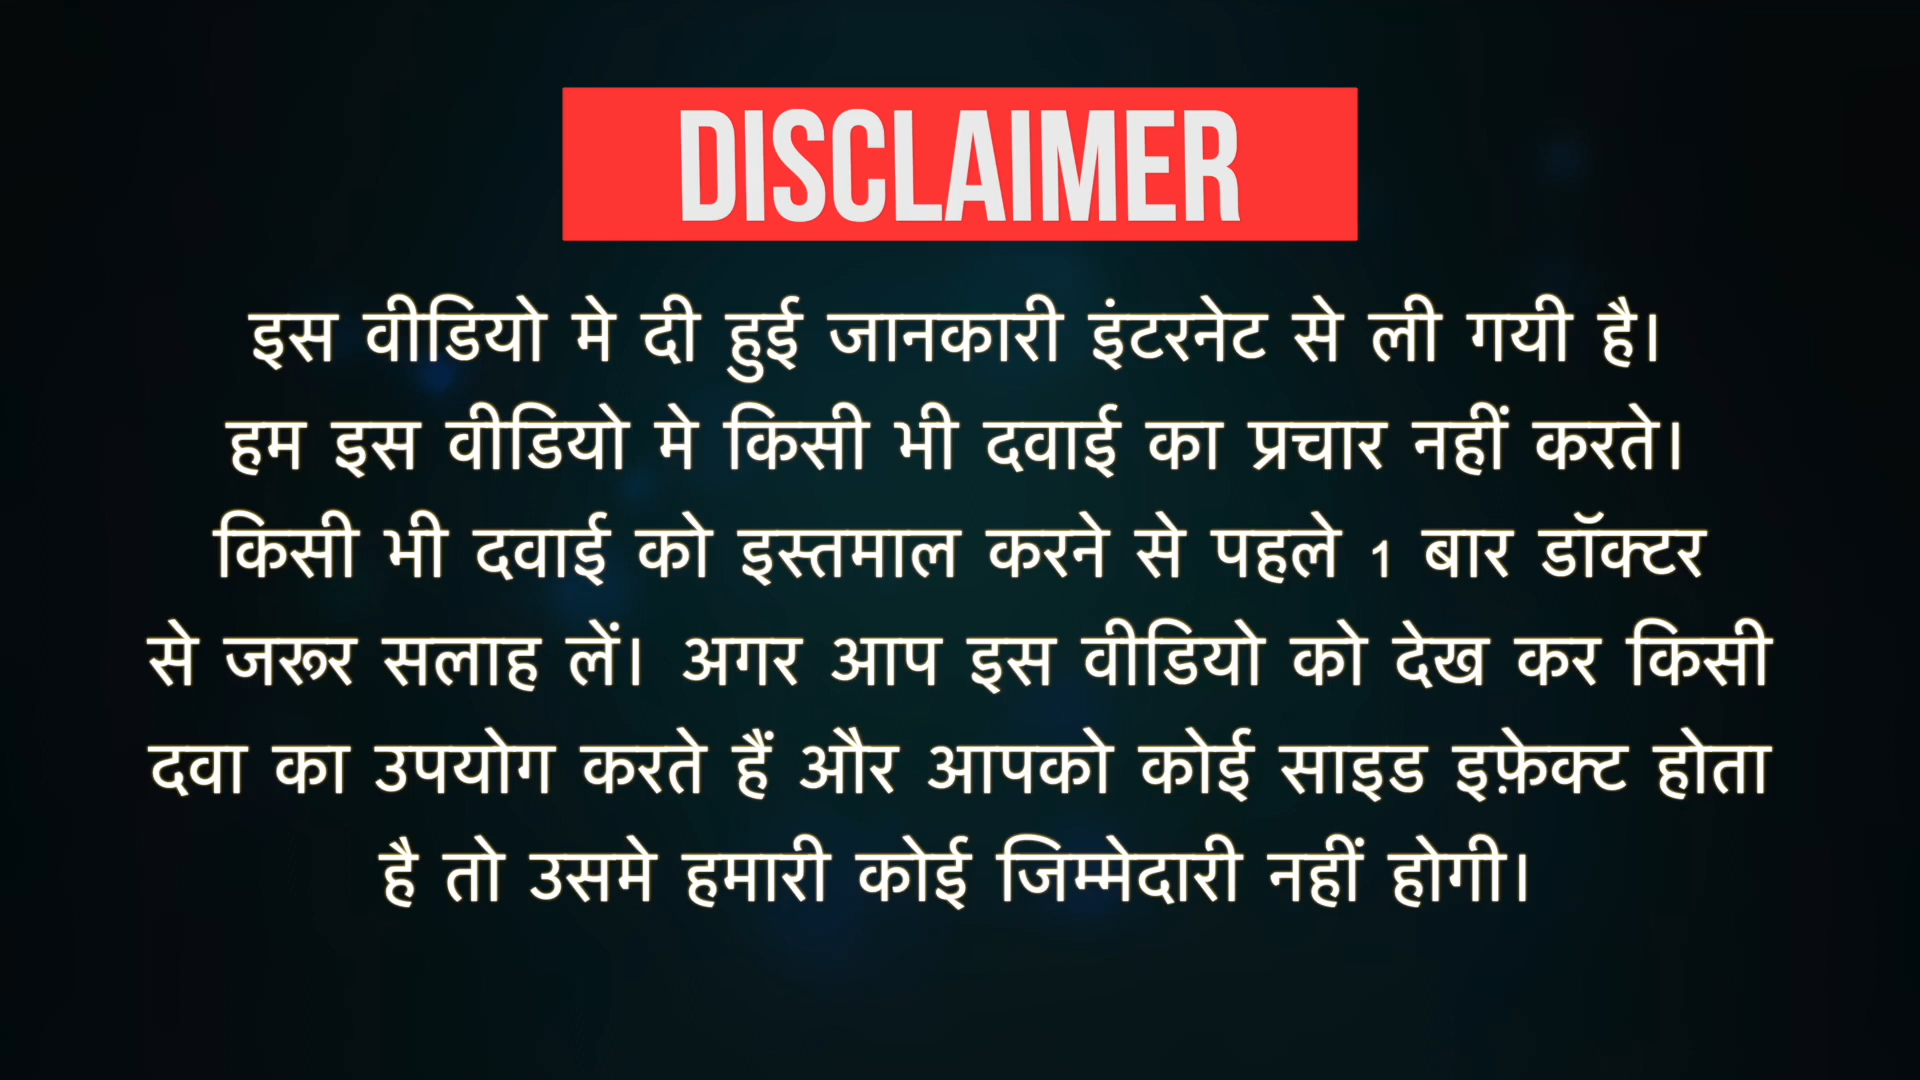 DISCLAIMER
इस वीडियो मे दी हुई जानकारी इंटरनेट से ली गयी है।
हम इस वीडियो मे किसी भी दवाई का प्रचार नहीं करते।
किसी भी दवाई को इस्तमाल करने से पहले 1 बार डॉक्टर
से जरूर सलाह लें। अगर आप इस वीडियो को देख कर किसी
दवा का उपयोग करते हैं और आपको कोई साइड इफ़ेक्ट होता
है तो उसमे हमारी कोई जिम्मेदारी नहीं होगी।